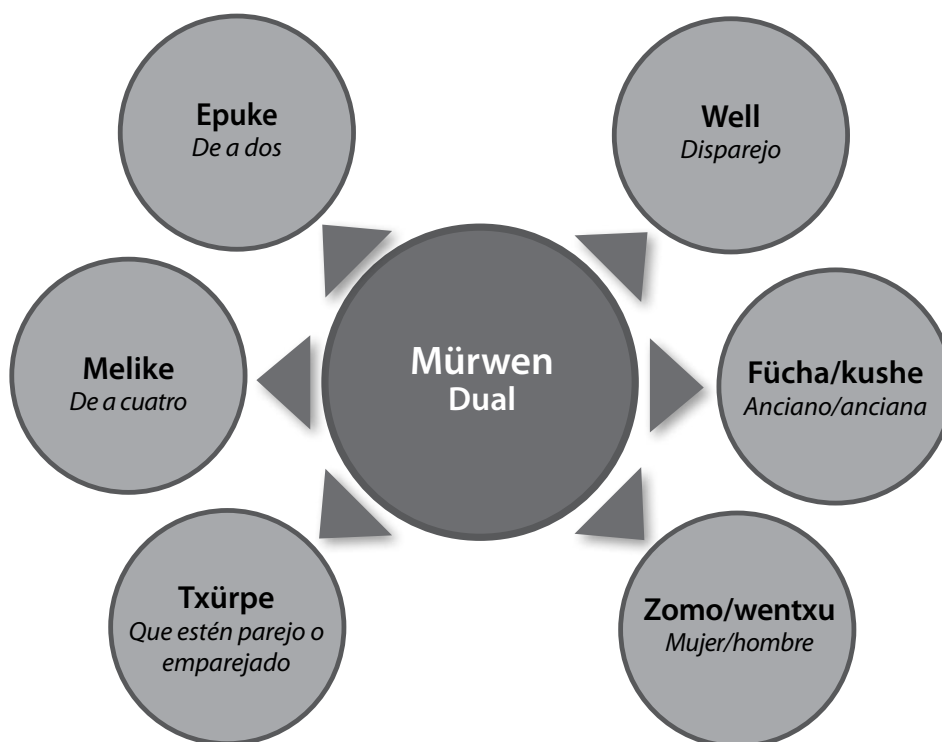 Epuke
De a dos
Well
Disparejo
Mürwen
Dual
Melike
De a cuatro
Fücha/kushe
Anciano/anciana
Txürpe
Que estén parejo o
emparejado
Zomo/wentxu
Mujer/hombre